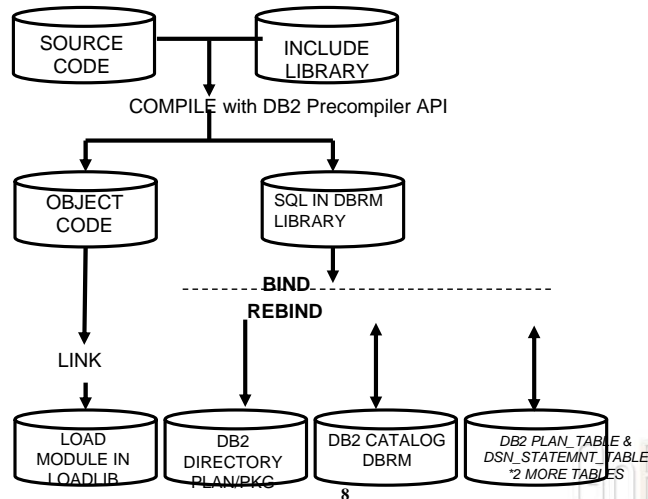 SOURCE
CODE
INCLUDE
LIBRARY
COMPILE with DB2 Precompiler API
OBJECT
CODE
SQL IN DBRM
LIBRARY
BIND
REBIND
LINK
LOAD
MODULE IN
LOADLIB
DB2
DIRECTORY
PLAN/PKG
DB2 CATALOG
DBRM
DB2 PLAN_TABLE &
DSN_STATEMNT_TABLE
*2 MORE TABLES
8